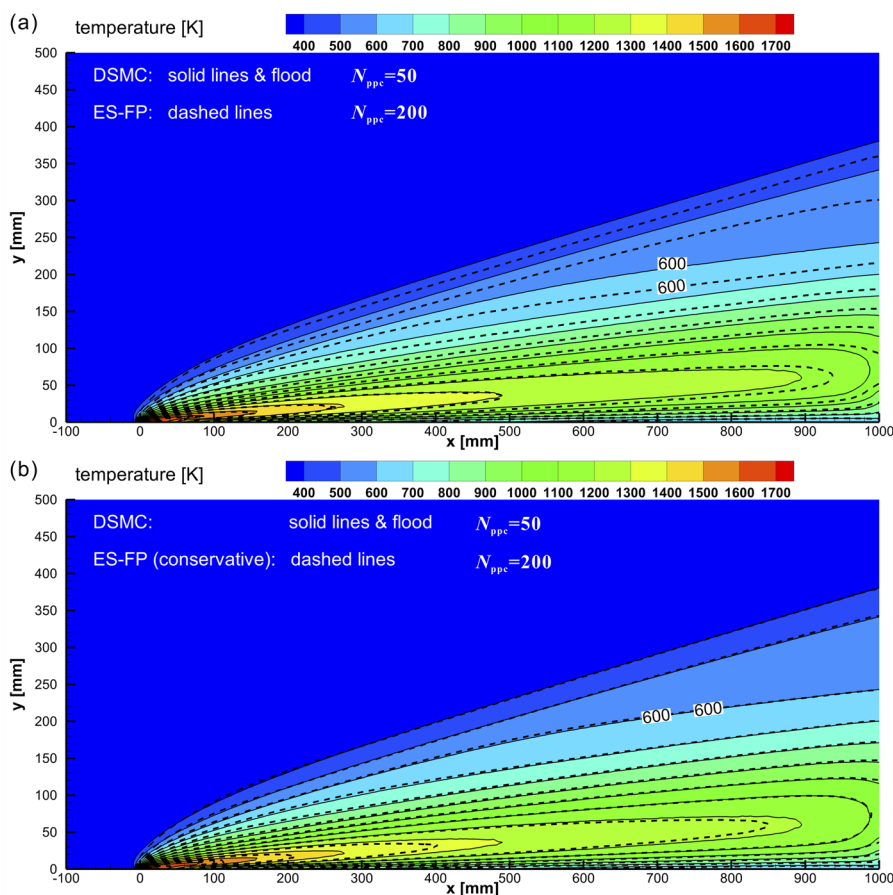 (a)
temperature [K]
400 500 600 700 800 900 1000 1100 1200 1300 1400 1500 1600 1700
500
DSMC: solid lines & flood Nppc=50
450
ES-FP: dashed lines Nppc=200
400
350
300
y [mm]
250
600
200
600
150
100
50
0
-100 0 100 200 300 400 500 600 700 800 900 1000
x [mm]
(b)
temperature [K]
400 500 600 700 800 900 1000 1100 1200 1300 1400 1500 1600 1700
500
DSMC: solid lines & flood Nppc=50
450
ES-FP (conservative): dashed lines Nppc=200
400
350
300
y [mm]
250
600 600
200
150
100
50
0
-100 0 100 200 300 400 500 600 700 800 900 1000
x [mm]